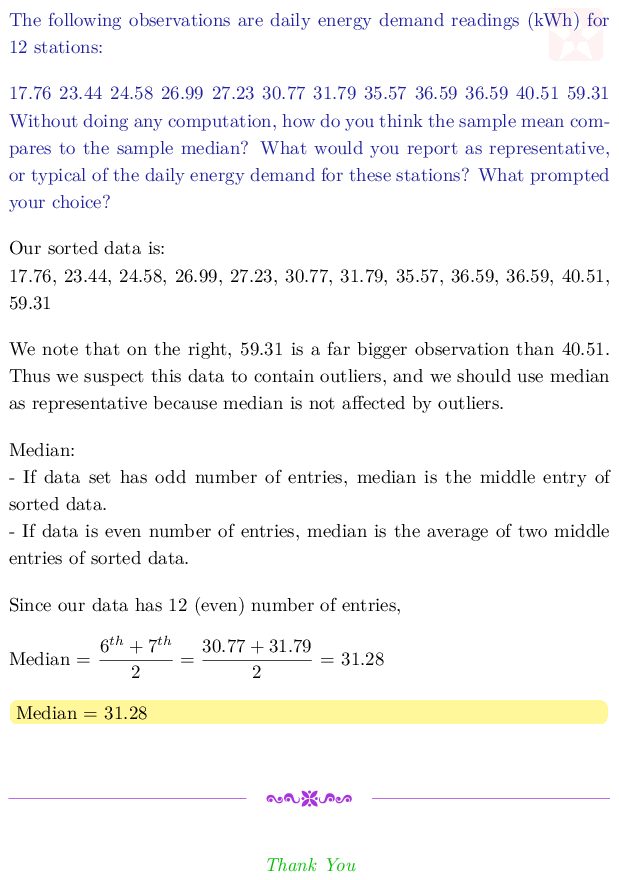 The following observations are daily energy demand readings (kWh) for
12 stations:
17.76 23.44 24.58 26.99 27.23 30.77 31.79 35.57 36.59 36.59 40.51 59.31
Without doing any computation, how do you think the sample mean com-
pares to the sample median? What would you report as representative,
or typical of the daily energy demand for these stations? What prompted
your choice?
Our sorted data is:
17.76, 23.44, 24.58, 26.99, 27.23, 30.77, 31.79, 35.57, 36.59, 36.59, 40.51,
59.31
We note that on the right, 59.31 is a far bigger observation than 40.51.
Thus we suspect this data to contain outliers, and we should use median
as representative because median is not affected by outliers.
Median:
- If data set has odd number of entries, median is the middle entry of
sorted data.
- If data is even number of entries, median is the average of two middle
entries of sorted data.
Since our data has 12 (even) number of entries,
Median = \frac{6^{th} + 7^{th}}{2} = \frac{30.77 + 31.79}{2} = 31.28
Median = 31.28
Thank You